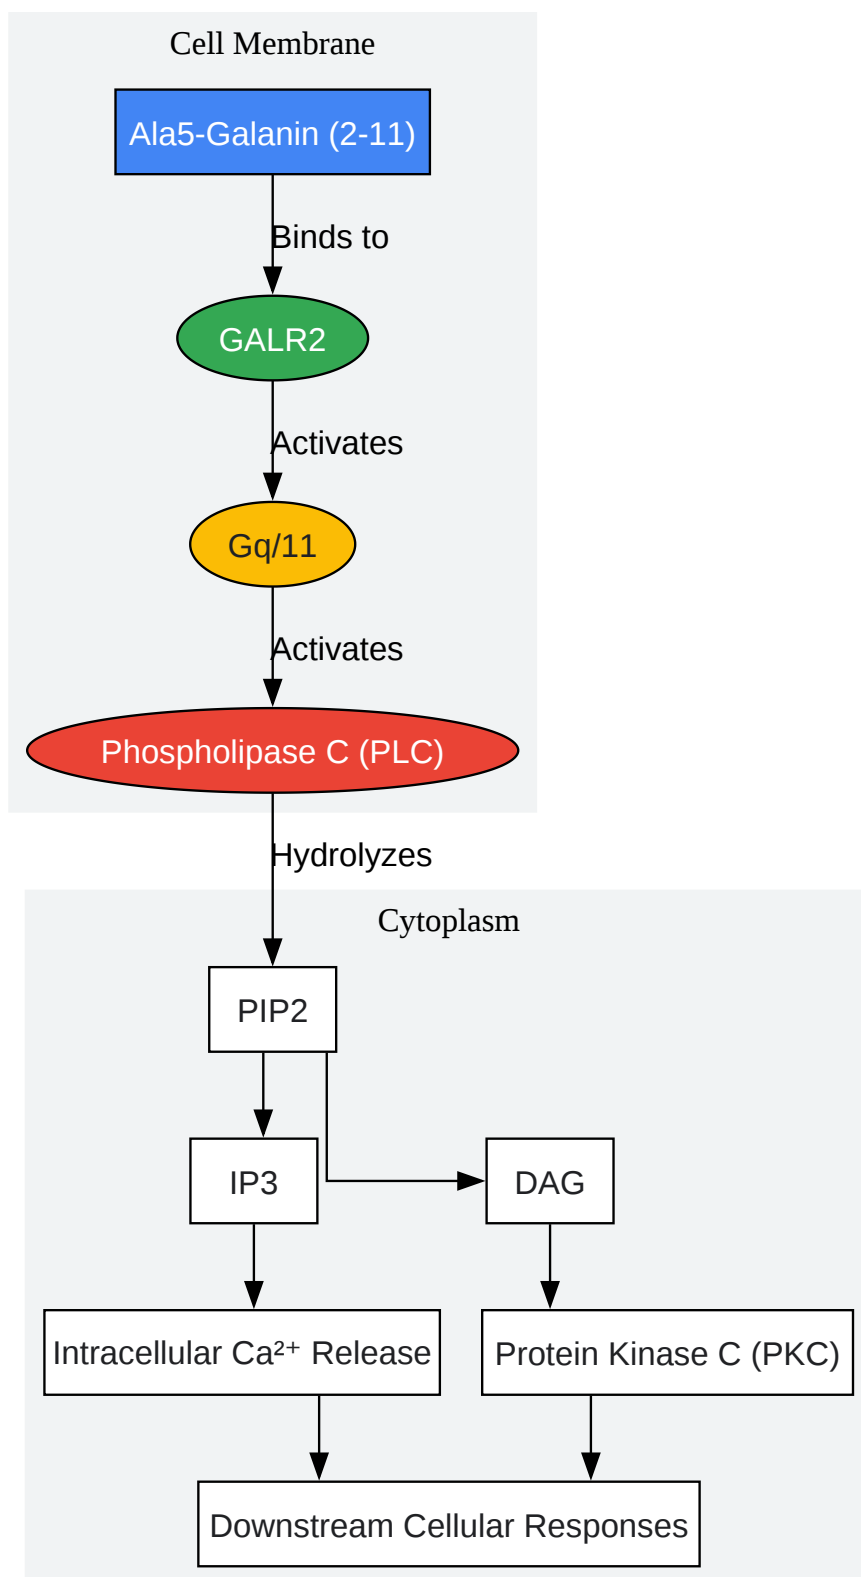 Cell Membrane
Ala5-Galanin (2-11)
Binds to
GALR2
Activates
Gq/11
Activates
Phospholipase C (PLC)
Hydrolyzes
Cytoplasm
PIP2
IP3
DAG
Intracellular Ca²⁺ Release
Protein Kinase C (PKC)
Downstream Cellular Responses